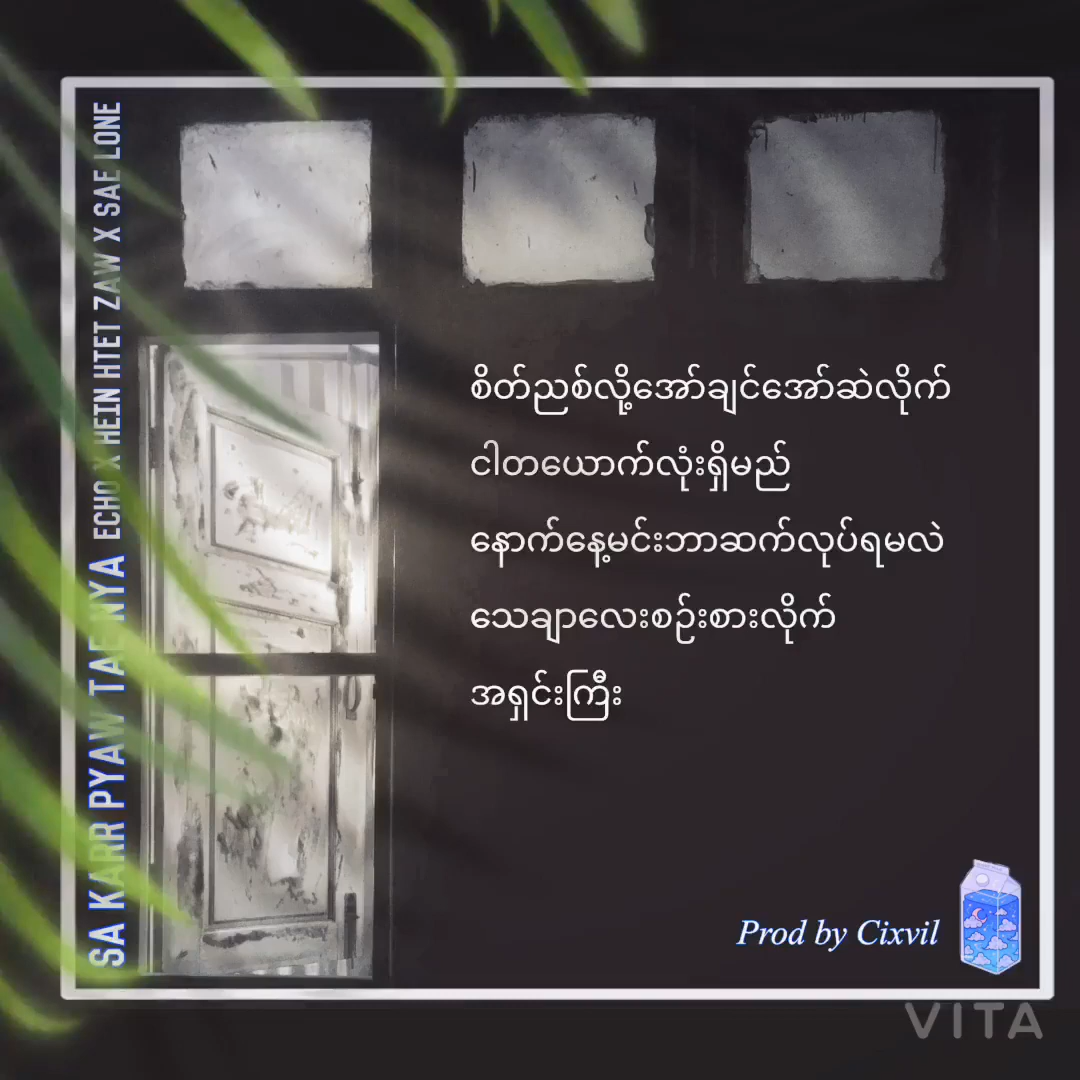 SA KARR PYAW TAE NYA ECHO X HEIN HTET ZAW X SAE LONE
စိတ်ညစ်လို့အော်ချင်အော်ဆဲလိုက်
ငါတယောက်လုံးရှိမည်
နောက်နေ့မင်းဘာဆက်လုပ်ရမလဲ
သေချာလေးစဉ်းစားလိုက်
အရှင်းကြီး
Prod by Cixvil
VITA